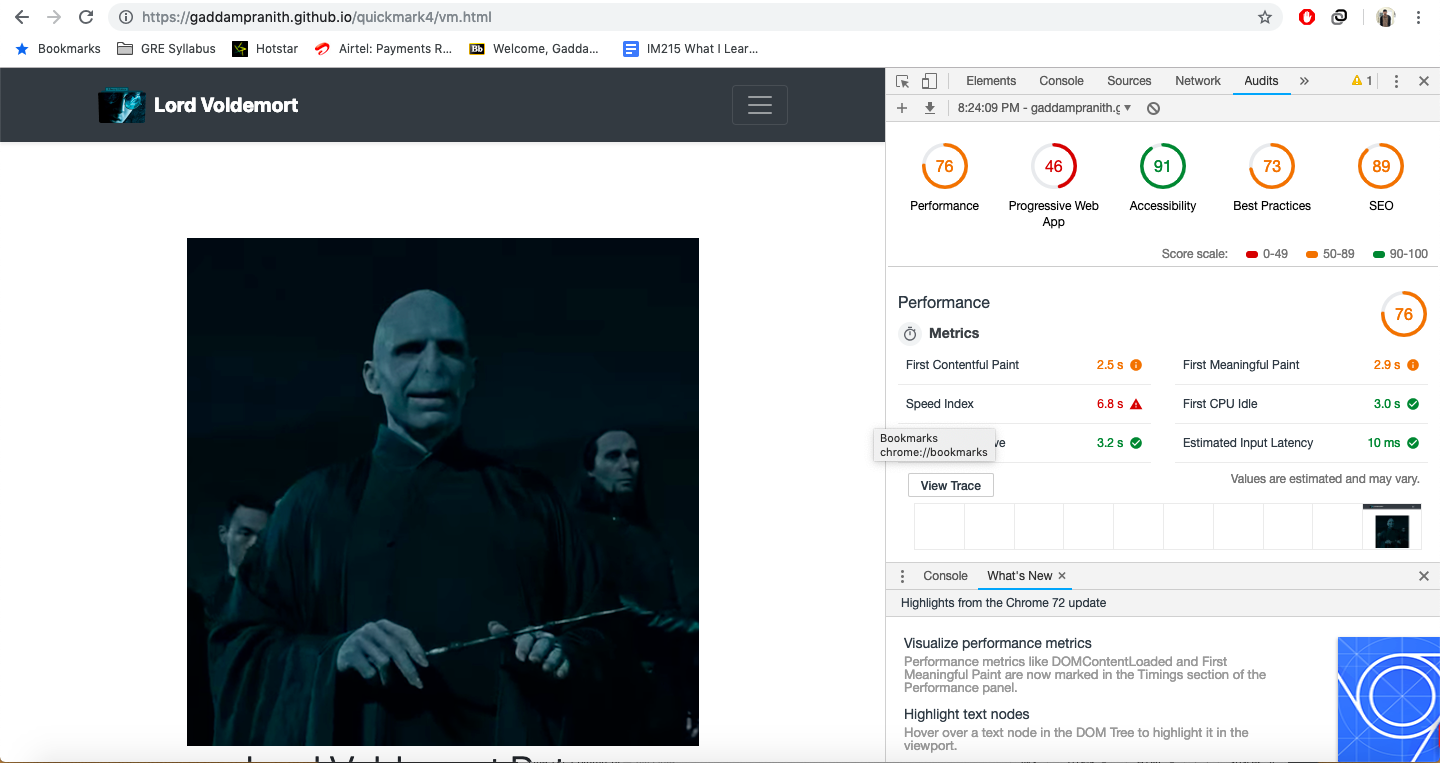 https://gaddampranith.github.io/quickmark4/vm.html
Bookmarks GRE Syllabus Hotstar Airtel: Payments R... Bb Welcome, Gadda... IM215 What I Lear...
Lord Voldemort
Elements Console Sources Network Audits » 1
8:24:09 PM - gaddampranith.g
76 46 91 73 89
Performance Progressive Web App Accessibility Best Practices SEO
Score scale: 0-49 50-89 90-100
Performance 76
Metrics
First Contentful Paint 2.5 s First Meaningful Paint 2.9 s
Speed Index 6.8 s First CPU Idle 3.0 s
ve 3.2 s Estimated Input Latency 10 ms
Bookmarks
chrome://bookmarks
View Trace Values are estimated and may vary.
Console What's New
Highlights from the Chrome 72 update
Visualize performance metrics
Performance metrics like DOMContentLoaded and First
Meaningful Paint are now marked in the Timings section of the
Performance panel.
Highlight text nodes
Hover over a text node in the DOM Tree to highlight it in the
viewport.